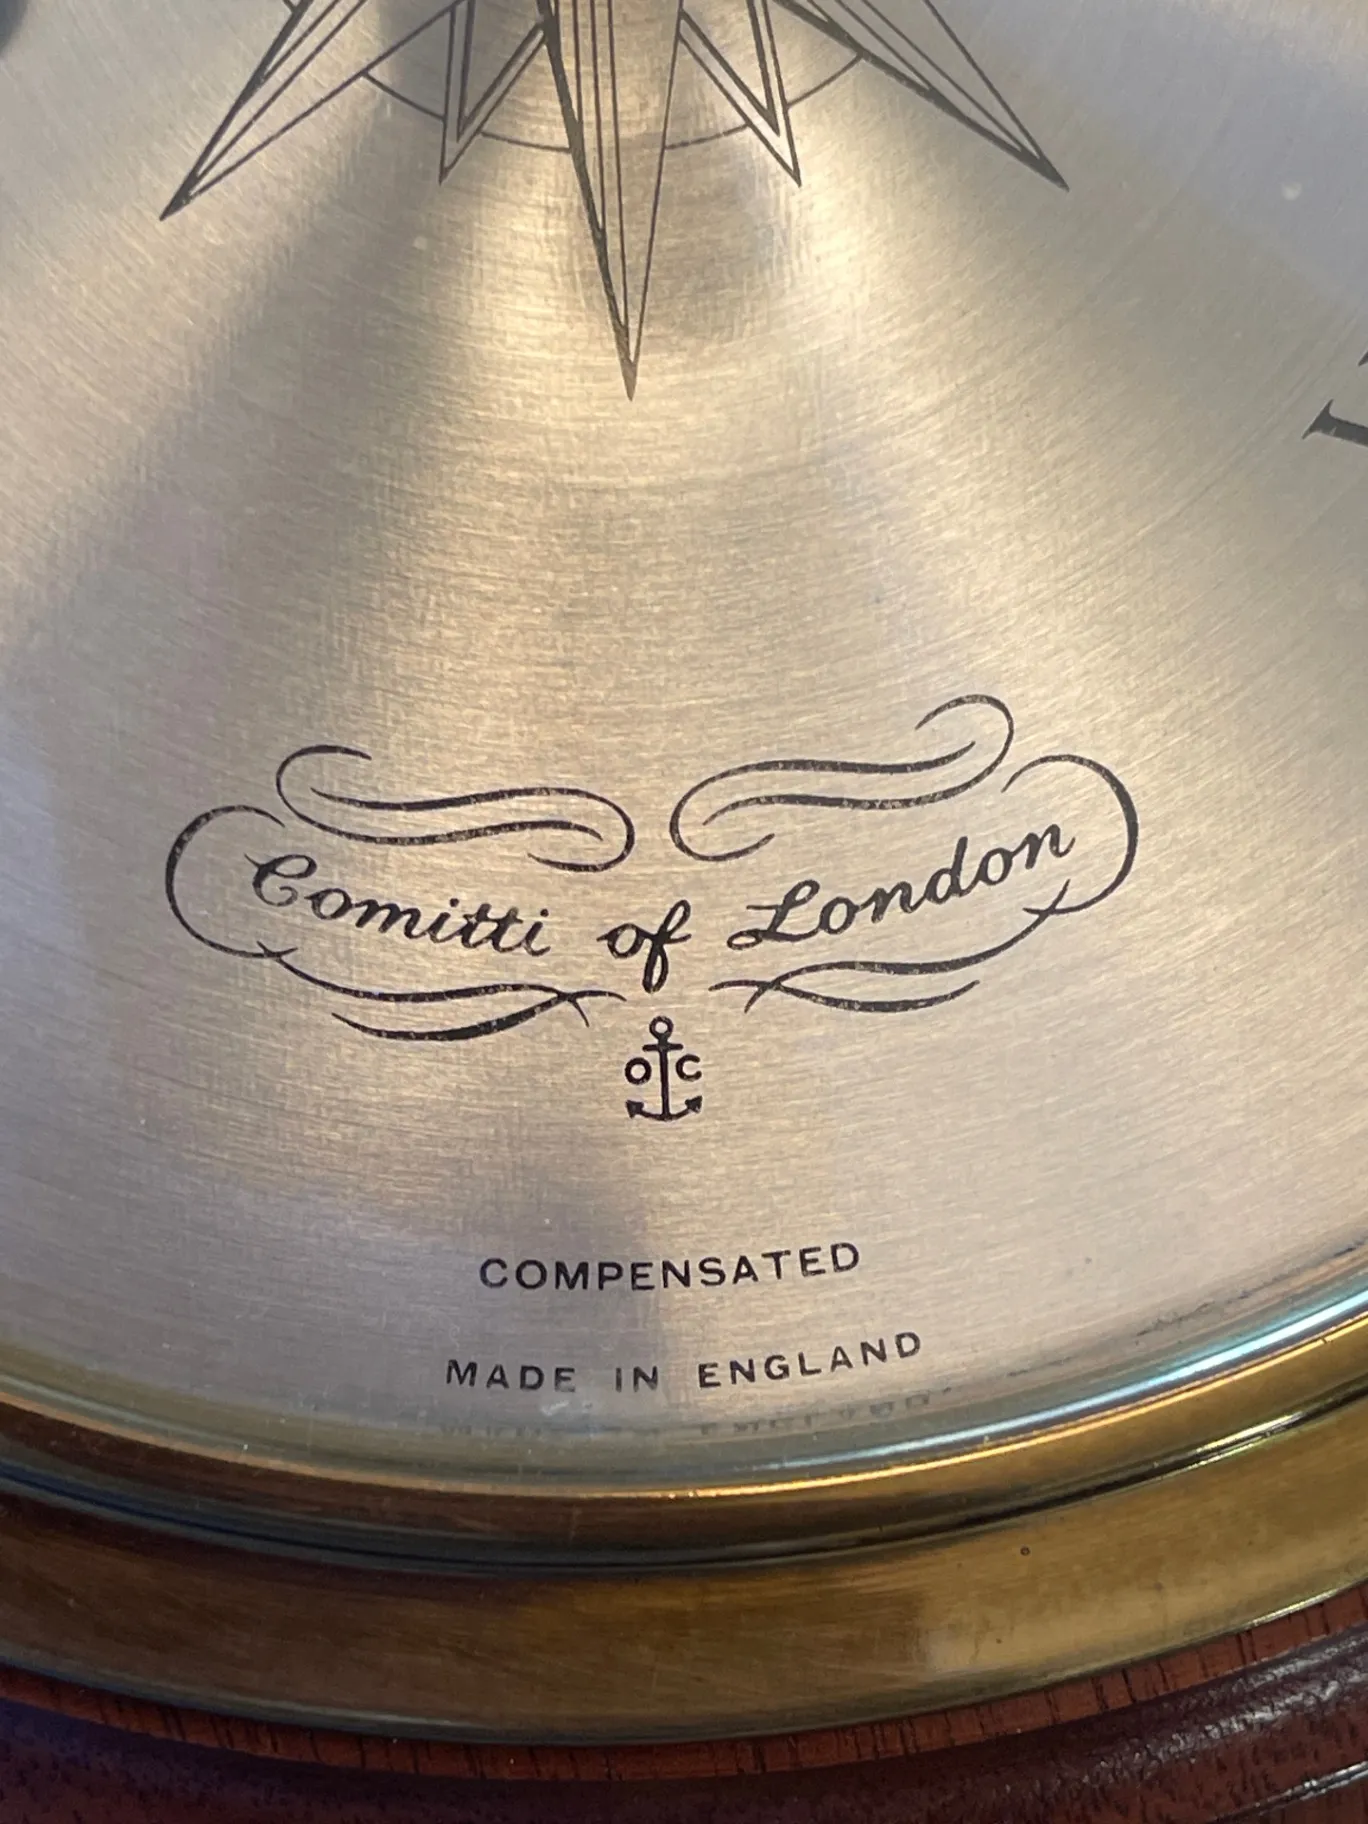 Comitti of London
O C
COMPENSATED
MADE IN ENGLAND